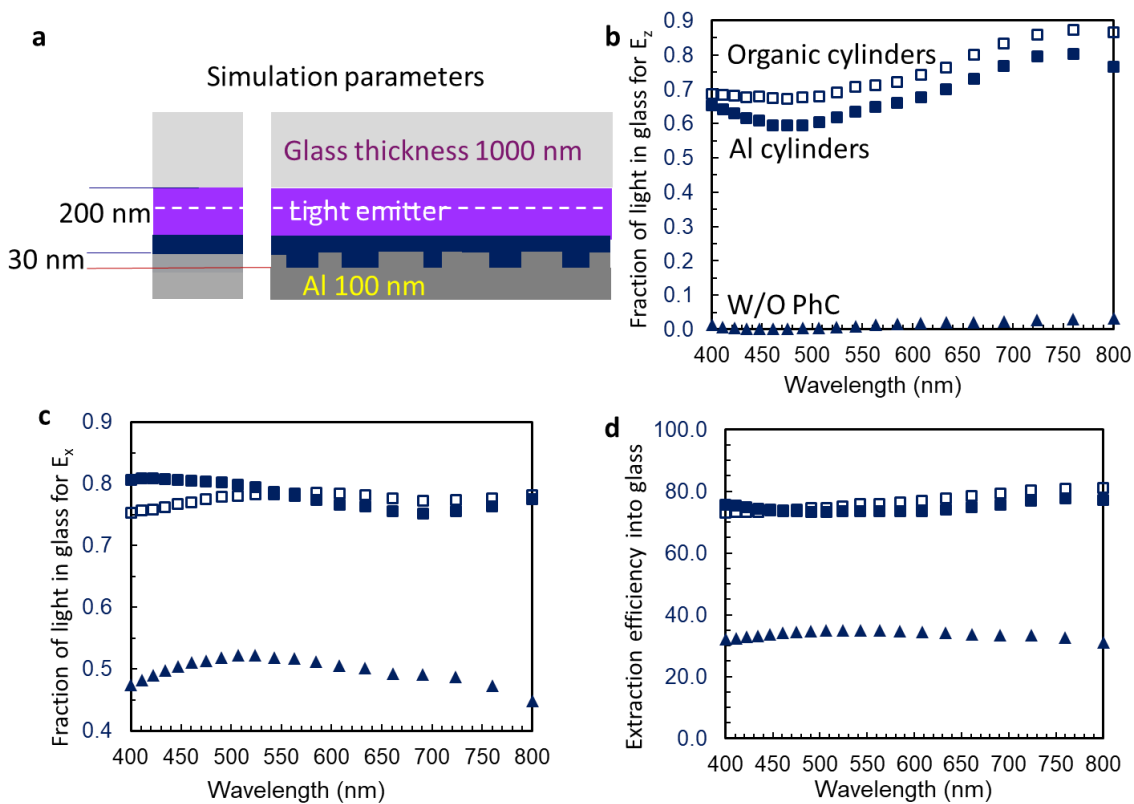 a
Simulation parameters
Glass thickness 1000 nm
Light emitter
200 nm
30 nm
Al 100 nm
b
Fraction of light in glass for E_z
0.9
0.8
0.7
0.6
0.5
0.4
0.3
0.2
0.1
0.0
Organic cylinders
Al cylinders
W/O PhC
400 450 500 550 600 650 700 750 800
Wavelength (nm)
c
Fraction of light in glass for E_x
0.9
0.8
0.7
0.6
0.5
0.4
400 450 500 550 600 650 700 750 800
Wavelength (nm)
d
Extraction efficiency into glass
100.0
80.0
60.0
40.0
20.0
0.0
400 450 500 550 600 650 700 750 800
Wavelength (nm)